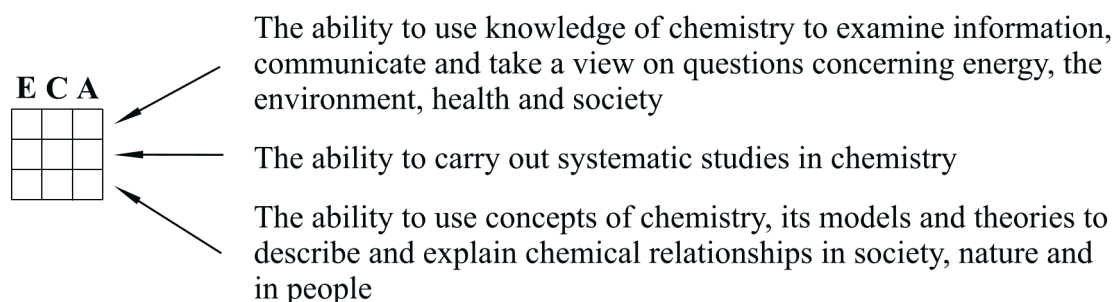 The ability to use knowledge of chemistry to examine information,
communicate and take a view on questions concerning energy, the
environment, health and society
E C A
The ability to carry out systematic studies in chemistry
The ability to use concepts of chemistry, its models and theories to
describe and explain chemical relationships in society, nature and
in people